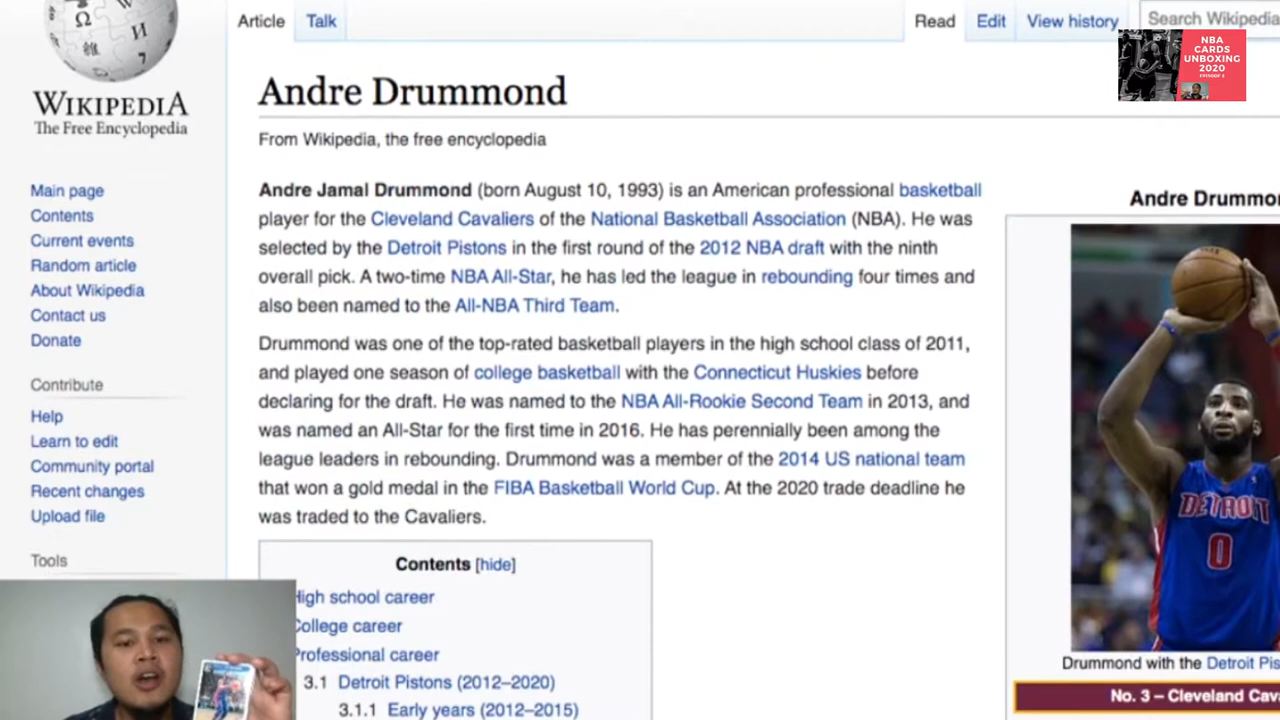 Article
Talk
Read
Edit
View history
Search Wikipedia
NBA
CARDS
UNBOXING
2020
EPISODE 3
WIKIPEDIA
The Free Encyclopedia
Main page
Contents
Current events
Random article
About Wikipedia
Contact us
Donate
Contribute
Help
Learn to edit
Community portal
Recent changes
Upload file
Tools
Andre Drummond
From Wikipedia, the free encyclopedia
Andre Jamal Drummond (born August 10, 1993) is an American professional basketball
player for the Cleveland Cavaliers of the National Basketball Association (NBA). He was
selected by the Detroit Pistons in the first round of the 2012 NBA draft with the ninth
overall pick. A two-time NBA All-Star, he has led the league in rebounding four times and
also been named to the All-NBA Third Team.
Drummond was one of the top-rated basketball players in the high school class of 2011,
and played one season of college basketball with the Connecticut Huskies before
declaring for the draft. He was named to the NBA All-Rookie Second Team in 2013, and
was named an All-Star for the first time in 2016. He has perennially been among the
league leaders in rebounding. Drummond was a member of the 2014 US national team
that won a gold medal in the FIBA Basketball World Cup. At the 2020 trade deadline he
was traded to the Cavaliers.
Contents [hide]
High school career
College career
Professional career
3.1 Detroit Pistons (2012–2020)
3.1.1 Early years (2012–2015)
Andre Drummon
DETROIT
0
Drummond with the Detroit Pis
No. 3 – Cleveland Cav